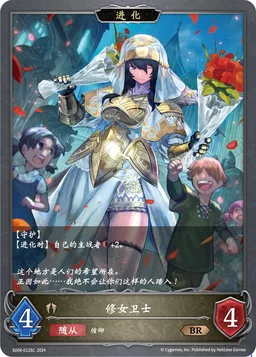 进化
【守护】
【进化时】自己的主战者+2。
这个地方是人们的希望所在。
正因如此……我绝不会让你们这样的人踏入！
4
修女卫士
4
随从
信仰
BR
© Cygames, Inc. Published by NetEase Games